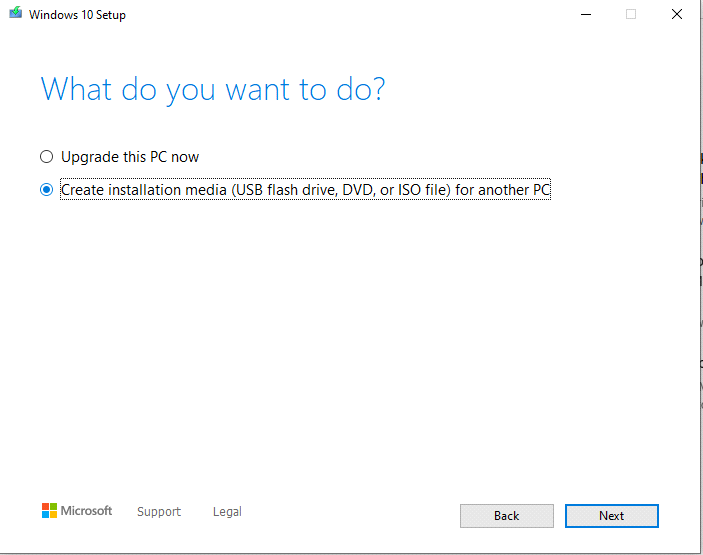 Windows 10 Setup
What do you want to do?
Upgrade this PC now
Create installation media (USB flash drive, DVD, or ISO file) for another PC
Microsoft Support Legal Back Next